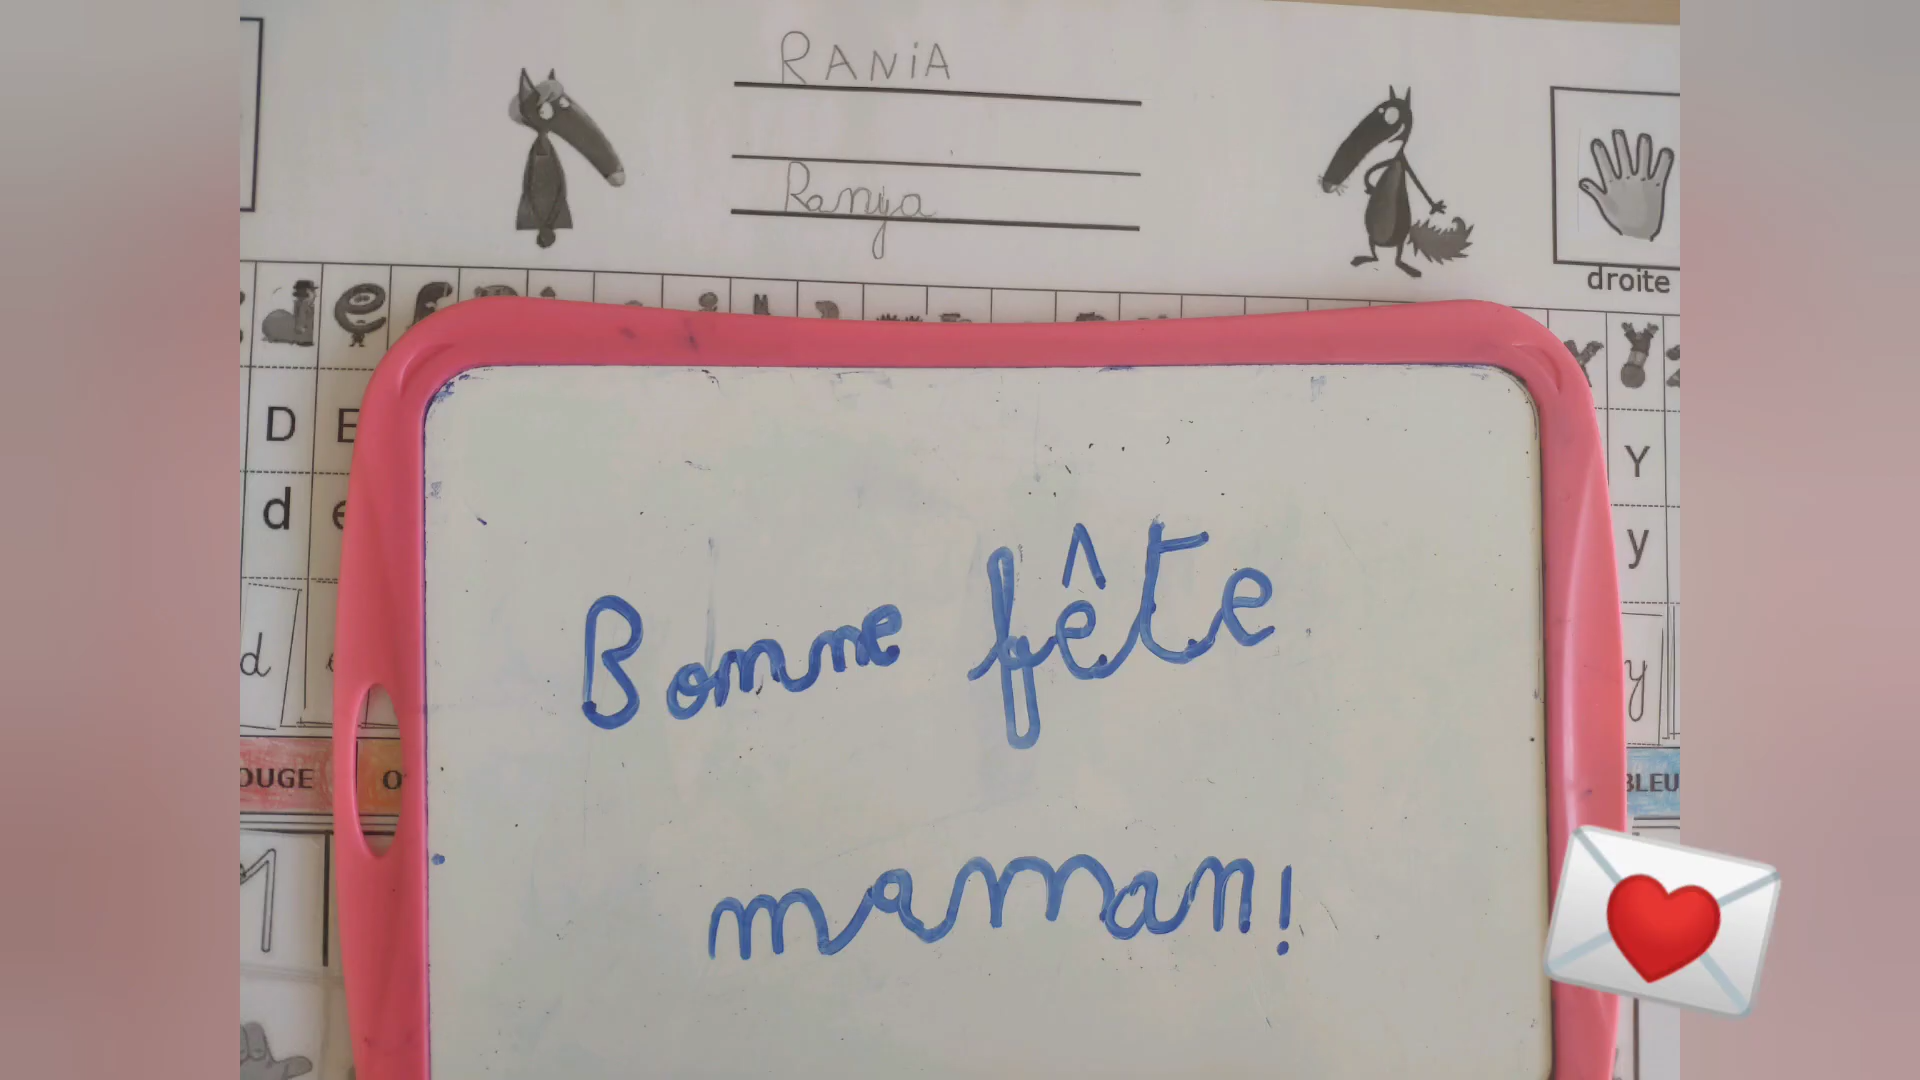 RANiA
Ranya
droite
D E Y
d e y
d e y
OUGE O BLEU
Bonne fête
maman!